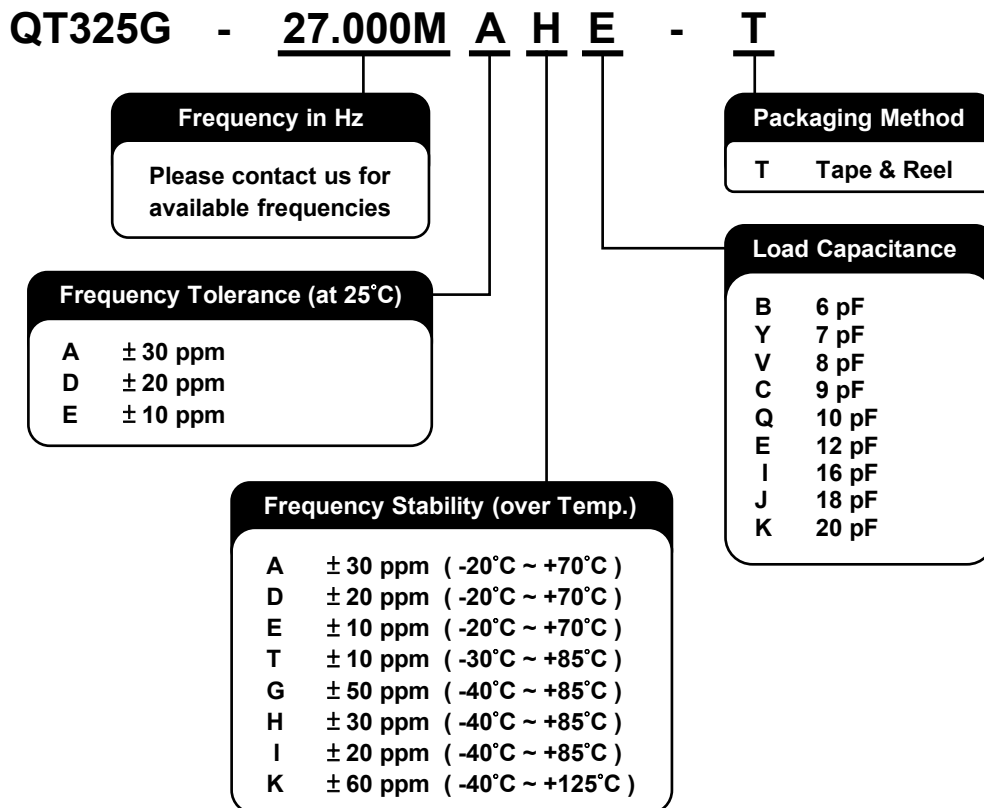 QT325G - 27.000M A H E - T
Frequency in Hz
Please contact us for
available frequencies
Packaging Method
T Tape & Reel
Load Capacitance
B 6 pF
Y 7 pF
V 8 pF
C 9 pF
Q 10 pF
E 12 pF
I 16 pF
J 18 pF
K 20 pF
Frequency Tolerance (at 25˚C)
A ± 30 ppm
D ± 20 ppm
E ± 10 ppm
Frequency Stability (over Temp.)
A ± 30 ppm ( -20˚C ~ +70˚C )
D ± 20 ppm ( -20˚C ~ +70˚C )
E ± 10 ppm ( -20˚C ~ +70˚C )
T ± 10 ppm ( -30˚C ~ +85˚C )
G ± 50 ppm ( -40˚C ~ +85˚C )
H ± 30 ppm ( -40˚C ~ +85˚C )
I ± 20 ppm ( -40˚C ~ +85˚C )
K ± 60 ppm ( -40˚C ~ +125˚C )